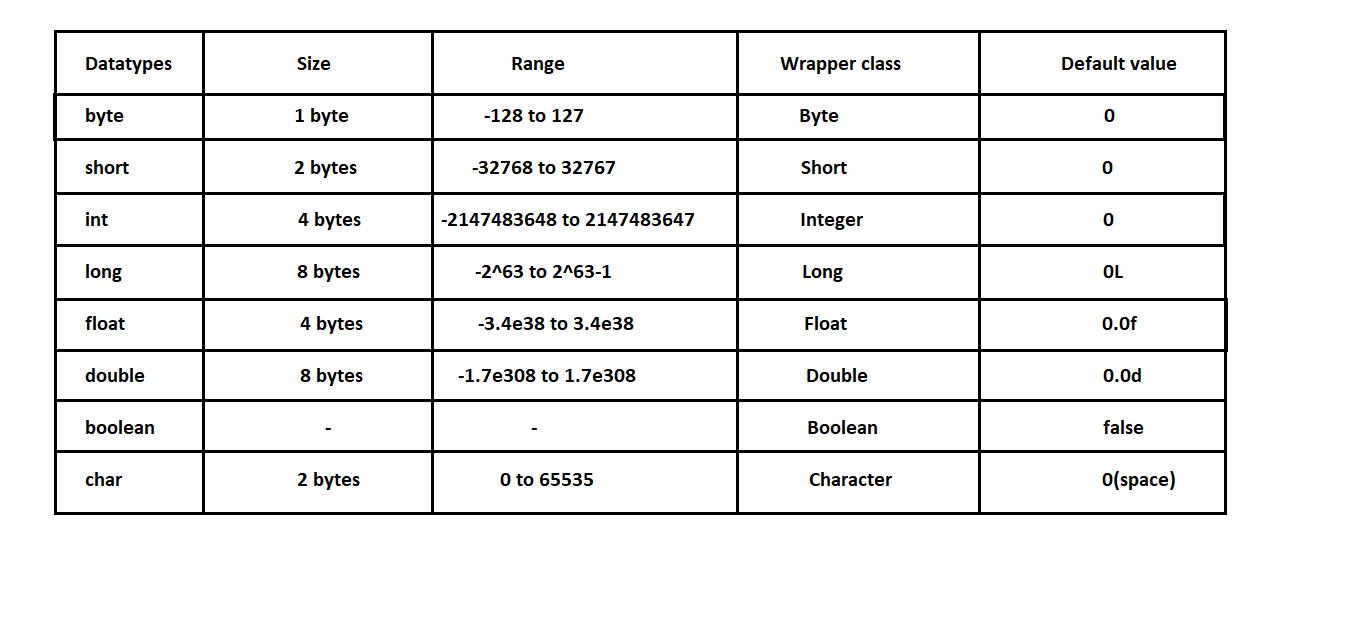 Datatypes Size Range Wrapper class Default value
byte 1 byte -128 to 127 Byte 0
short 2 bytes -32768 to 32767 Short 0
int 4 bytes -2147483648 to 2147483647 Integer 0
long 8 bytes -2^63 to 2^63-1 Long 0L
float 4 bytes -3.4e38 to 3.4e38 Float 0.0f
double 8 bytes -1.7e308 to 1.7e308 Double 0.0d
boolean - - Boolean false
char 2 bytes 0 to 65535 Character 0(space)